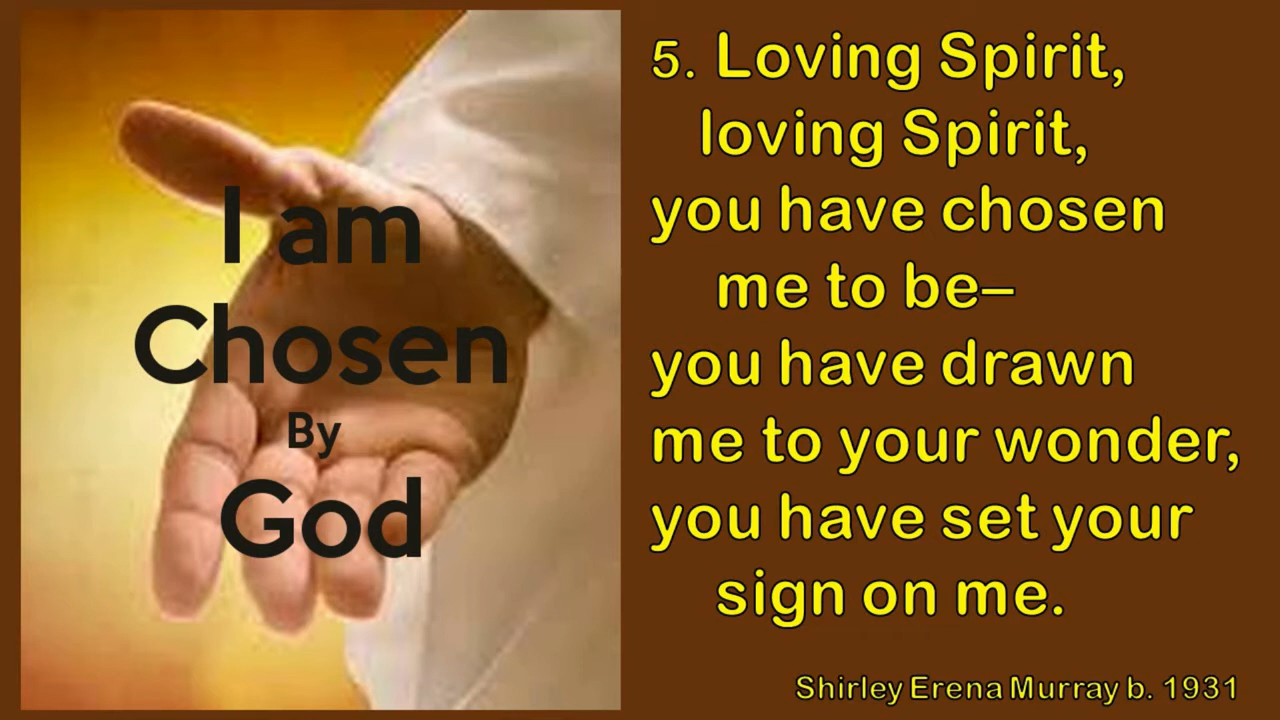 I am
Chosen
By
God
5. Loving Spirit,
loving Spirit,
you have chosen
me to be–
you have drawn
me to your wonder,
you have set your
sign on me.
Shirley Erena Murray b. 1931